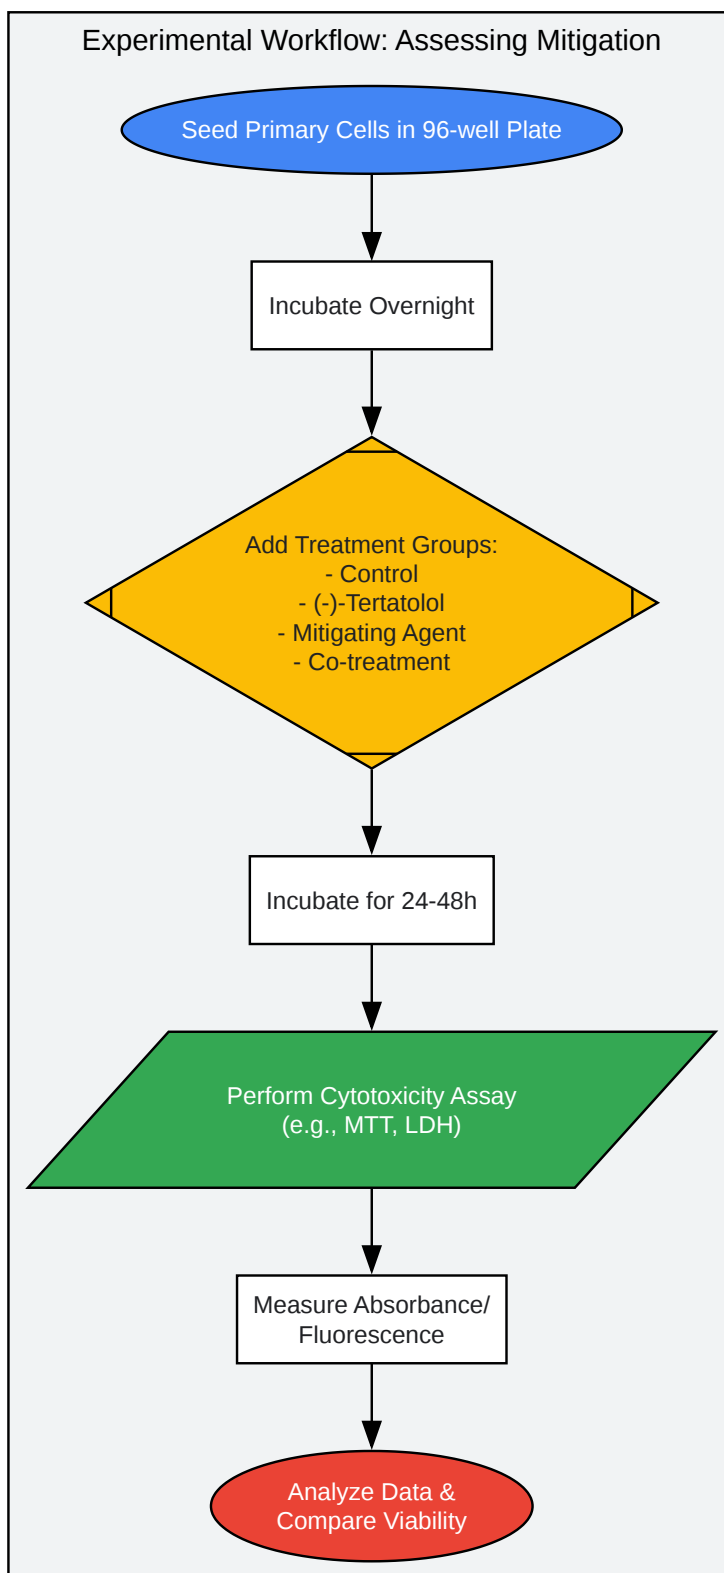 Experimental Workflow: Assessing Mitigation
Seed Primary Cells in 96-well Plate
Incubate Overnight
Add Treatment Groups:
- Control
- (-)-Tertatolol
- Mitigating Agent
- Co-treatment
Incubate for 24-48h
Perform Cytotoxicity Assay
(e.g., MTT, LDH)
Measure Absorbance/
Fluorescence
Analyze Data &
Compare Viability